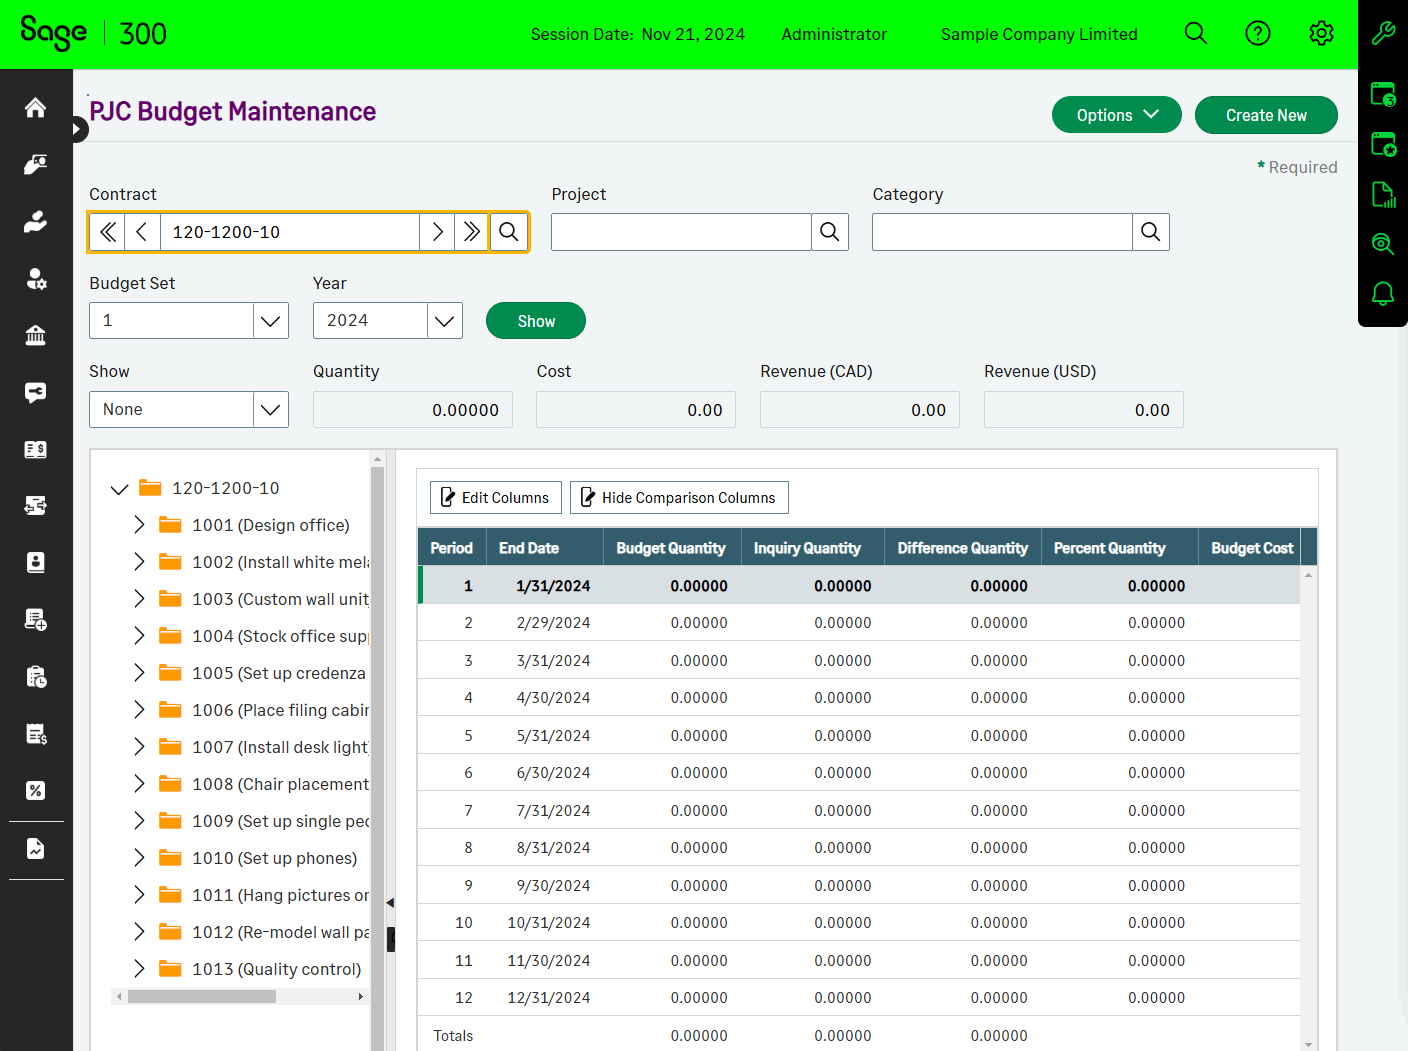 Sage 300
Session Date: Nov 21, 2024 Administrator Sample Company Limited
PJC Budget Maintenance
Options Create New
* Required
Contract Project Category
120-1200-10
Budget Set Year
1 2024 Show
Show Quantity Cost Revenue (CAD) Revenue (USD)
None 0.00000 0.00 0.00 0.00
120-1200-10
1001 (Design office)
1002 (Install white mel
1003 (Custom wall unit
1004 (Stock office sup
1005 (Set up credenza
1006 (Place filing cabi
1007 (Install desk light
1008 (Chair placement
1009 (Set up single pe
1010 (Set up phones)
1011 (Hang pictures or
1012 (Re-model wall pa
1013 (Quality control)
Edit Columns Hide Comparison Columns
Period End Date Budget Quantity Inquiry Quantity Difference Quantity Percent Quantity Budget Cost
1 1/31/2024 0.00000 0.00000 0.00000 0.00000
2 2/29/2024 0.00000 0.00000 0.00000 0.00000
3 3/31/2024 0.00000 0.00000 0.00000 0.00000
4 4/30/2024 0.00000 0.00000 0.00000 0.00000
5 5/31/2024 0.00000 0.00000 0.00000 0.00000
6 6/30/2024 0.00000 0.00000 0.00000 0.00000
7 7/31/2024 0.00000 0.00000 0.00000 0.00000
8 8/31/2024 0.00000 0.00000 0.00000 0.00000
9 9/30/2024 0.00000 0.00000 0.00000 0.00000
10 10/31/2024 0.00000 0.00000 0.00000 0.00000
11 11/30/2024 0.00000 0.00000 0.00000 0.00000
12 12/31/2024 0.00000 0.00000 0.00000 0.00000
Totals 0.00000 0.00000 0.00000